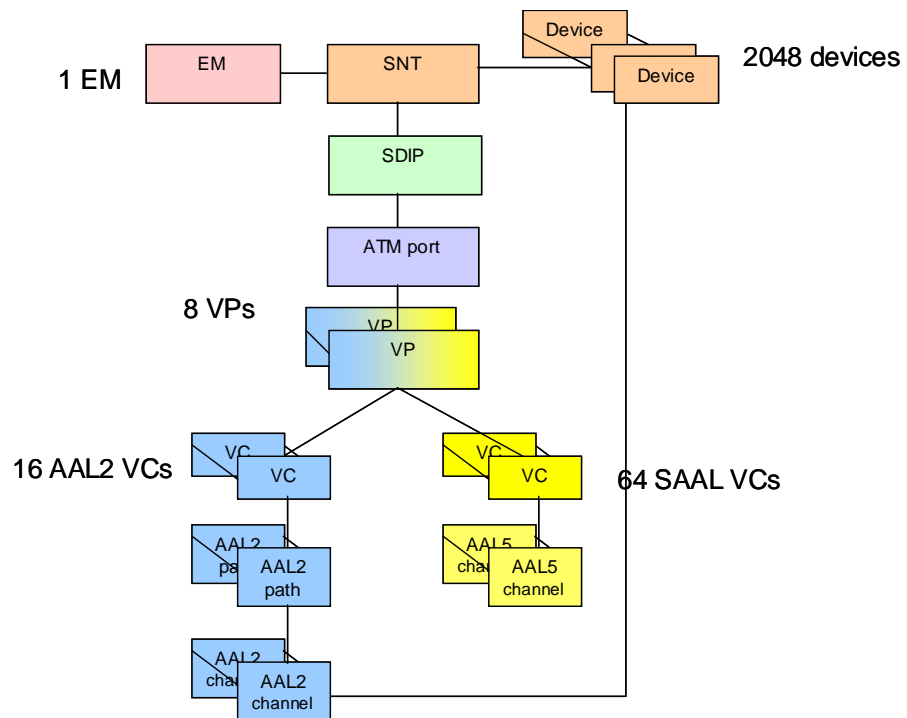 Device
EM
SNT
2048 devices
1 EM
Device
SDIP
ATM port
8 VPs
VP
VP
VC
VC
16 AAL2 VCs
VC
VC
64 SAAL VCs
AAL2
path
AAL5
channel
AAL2
AAL5
AAL2
channel